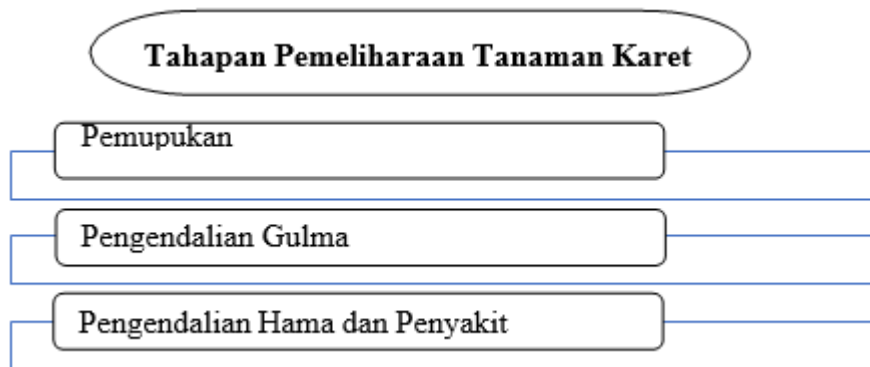 Tahapan Pemeliharaan Tanaman Karet
Pemupukan
Pengendalian Gulma
Pengendalian Hama dan Penyakit